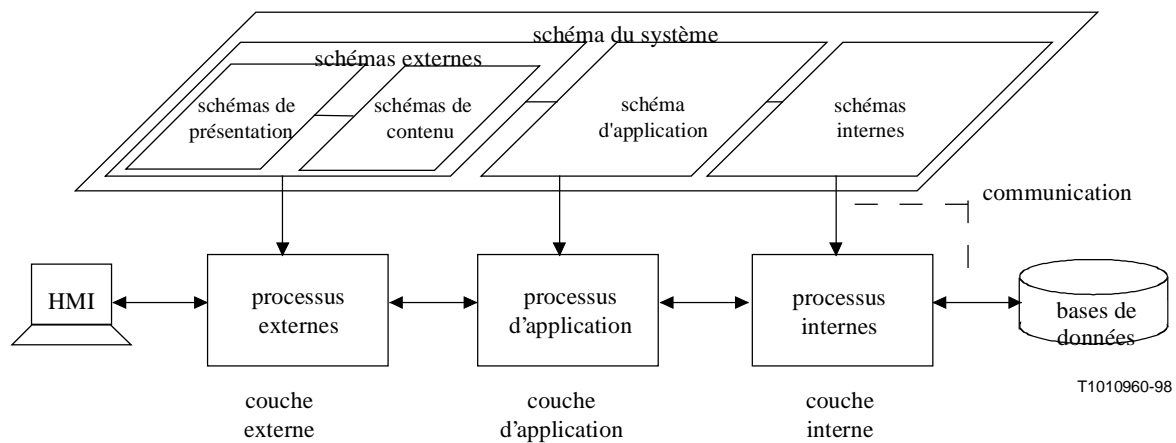 schéma du système
schémas externes
schémas de
présentation
schémas de
contenu
schéma
d'application
schémas
internes
communication
HMI
processus
externes
processus
d’application
processus
internes
bases de
données
T1010960-98
couche
externe
couche
d’application
couche
interne